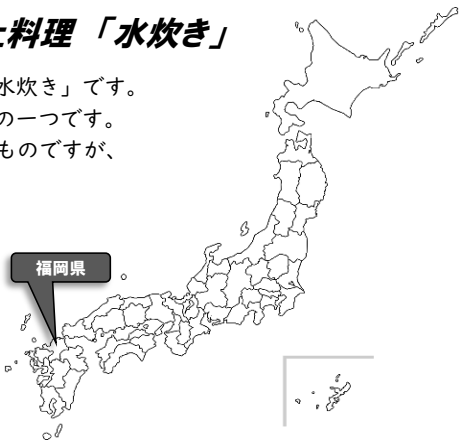 料理 「水炊き」
水炊き」です。
の一つです。
ものですが、
福岡県